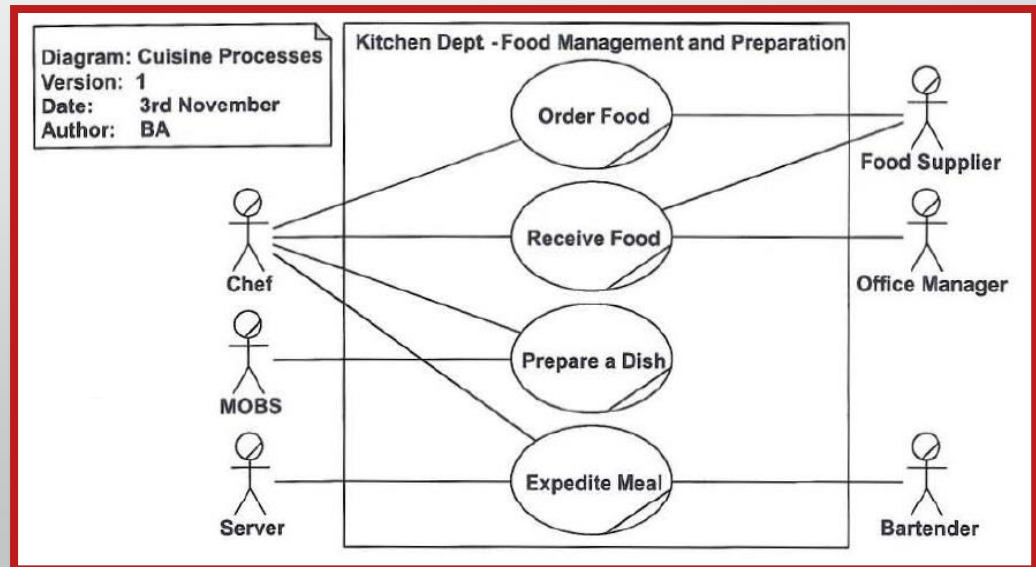 Diagram: Cuisine Processes
Version: 1
Date: 3rd November
Author: BA
Kitchen Dept. - Food Management and Preparation
Order Food
Food Supplier
Receive Food
Chef
Office Manager
Prepare a Dish
MOBS
Expedite Meal
Server
Bartender